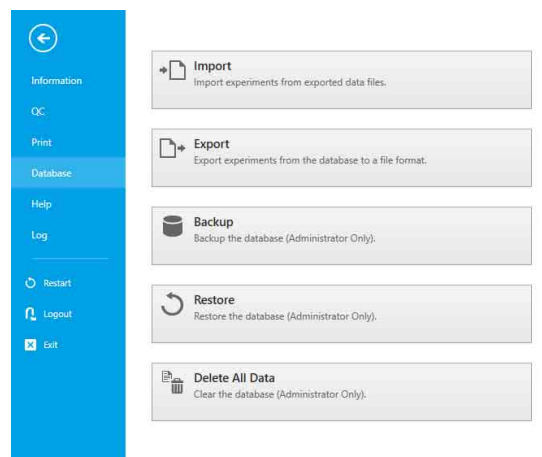 Information
QC
Print
Database
Help
Log
Restart
Logout
Exit
Import
Import experiments from exported data files.
Export
Export experiments from the database to a file format.
Backup
Backup the database (Administrator Only).
Restore
Restore the database (Administrator Only).
Delete All Data
Clear the database (Administrator Only).